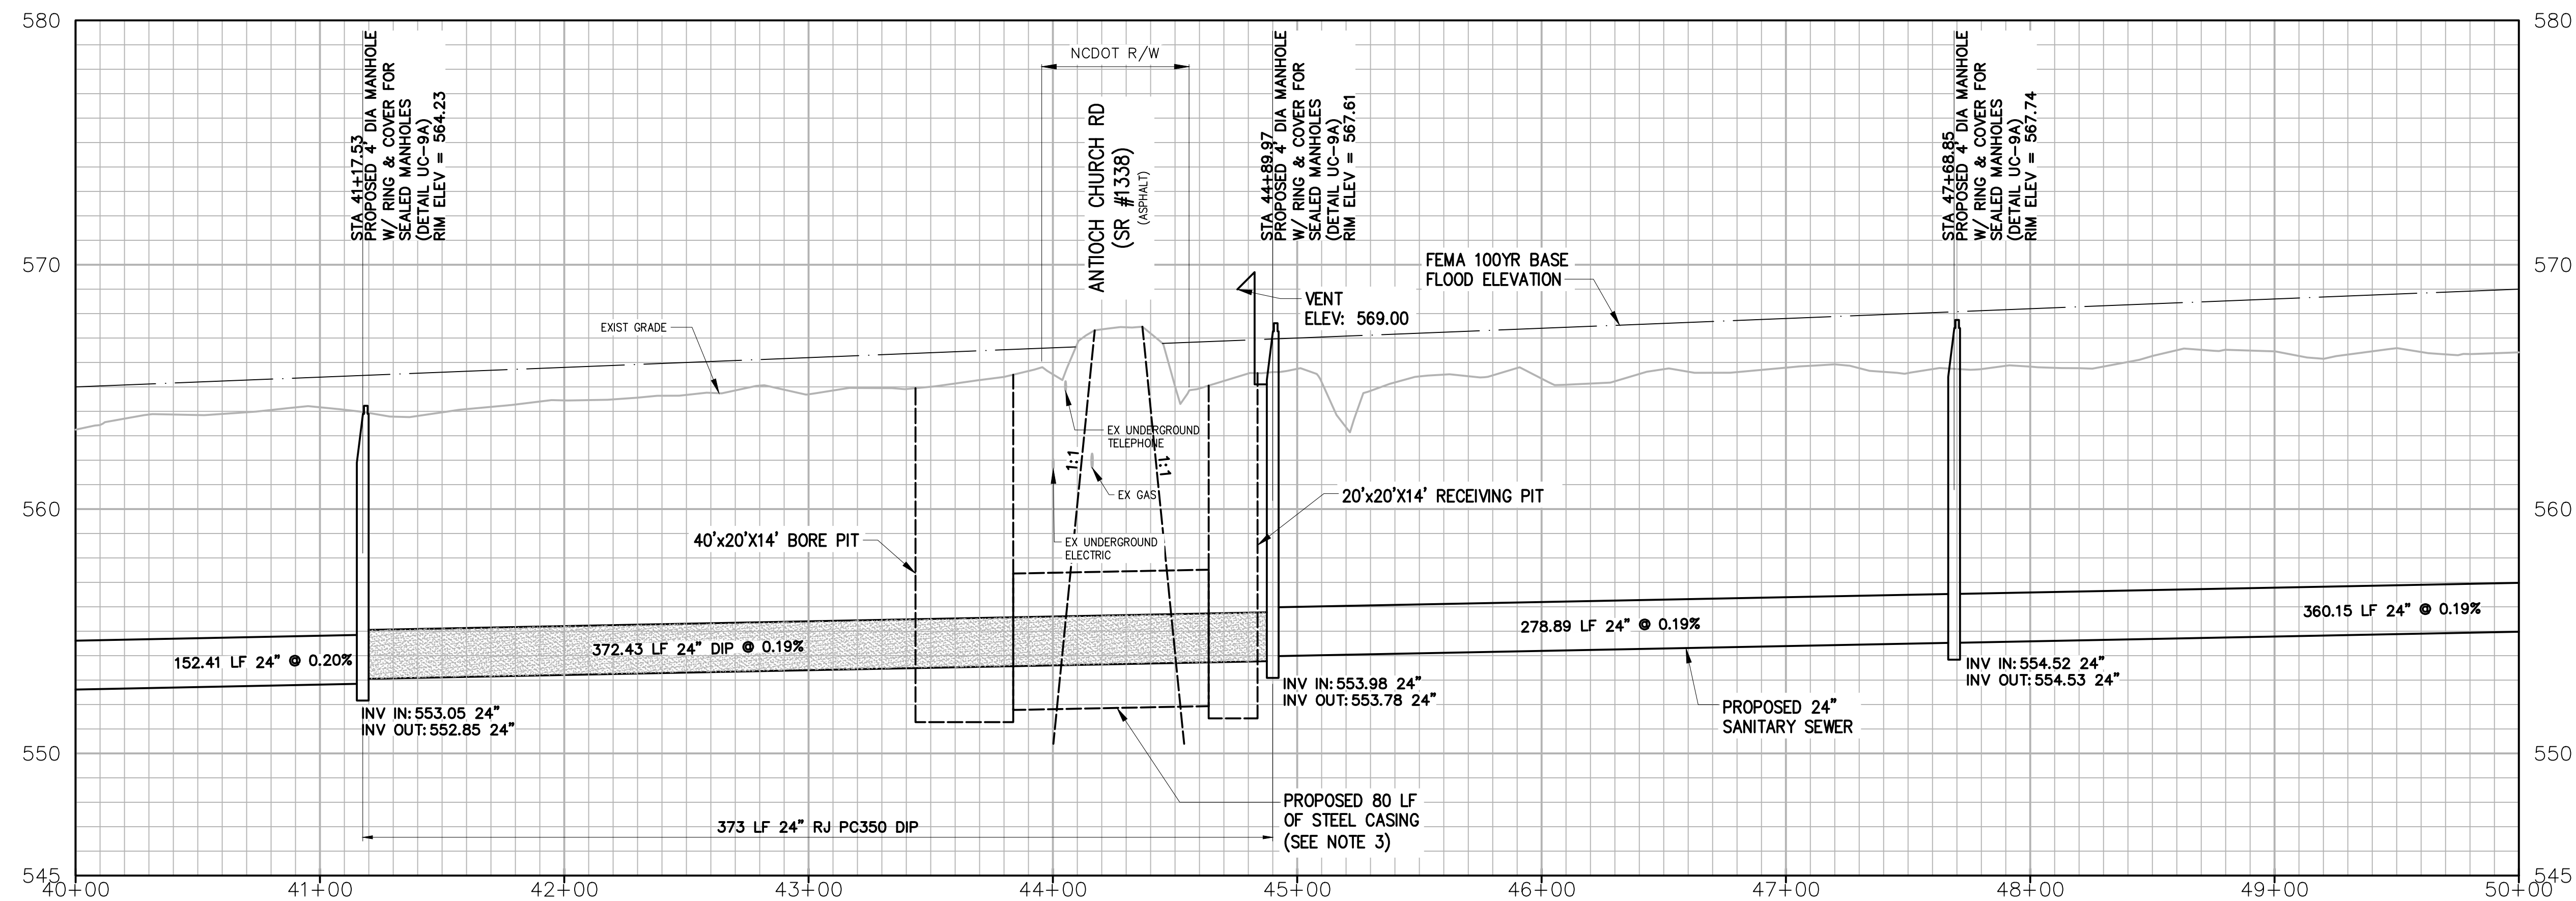 580
580
570
570
560
560
550
550
545
545
40+00
41+00
42+00
43+00
44+00
45+00
46+00
47+00
48+00
49+00
50+00
STA 41+17.53
PROPOSED 4' DIA MANHOLE
W/ RING & COVER FOR
SEALED MANHOLES
(DETAIL UC-9A)
RIM ELEV = 564.23
NCDOT R/W
ANTIOCH CHURCH RD
(SR #1338)
(ASPHALT)
STA 44+89.97
PROPOSED 4' DIA MANHOLE
W/ RING & COVER FOR
SEALED MANHOLES
(DETAIL UC-9A)
RIM ELEV = 567.61
STA 47+68.85
PROPOSED 4' DIA MANHOLE
W/ RING & COVER FOR
SEALED MANHOLES
(DETAIL UC-9A)
RIM ELEV = 567.74
FEMA 100YR BASE
FLOOD ELEVATION
VENT
ELEV: 569.00
EXIST GRADE
EX UNDERGROUND
TELEPHONE
1:1
1:1
EX GAS
20'x20'X14' RECEIVING PIT
40'x20'X14' BORE PIT
EX UNDERGROUND
ELECTRIC
152.41 LF 24" @ 0.20%
372.43 LF 24" DIP @ 0.19%
278.89 LF 24" @ 0.19%
360.15 LF 24" @ 0.19%
INV IN: 553.05 24"
INV OUT: 552.85 24"
INV IN: 553.98 24"
INV OUT: 553.78 24"
INV IN: 554.52 24"
INV OUT: 554.53 24"
PROPOSED 24"
SANITARY SEWER
PROPOSED 80 LF
OF STEEL CASING
(SEE NOTE 3)
373 LF 24" RJ PC350 DIP